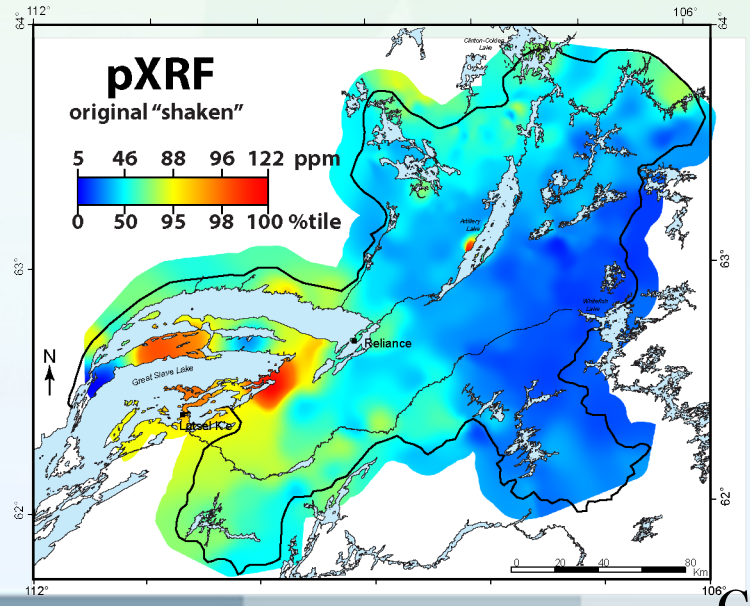 112°
106°
64°
64°
Clinton-Colden
Lake
pXRF
original “shaken”
5 46 88 96 122 ppm
0 50 95 98 100 %tile
Artillery
Lake
63°
63°
Whitefish
Lake
N
Reliance
Great Slave Lake
Lutsel K'e
62°
62°
0 20 40 80
Km
112°
106°